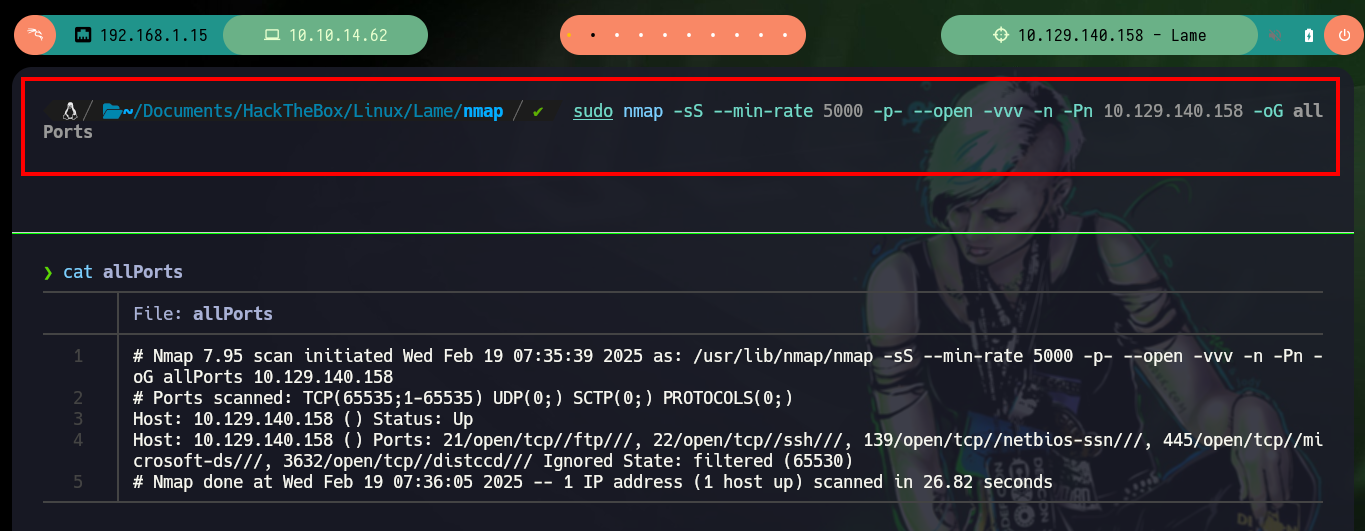 192.168.1.15 10.10.14.62 10.129.140.158 - Lame
/ ~/Documents/HackTheBox/Linux/Lame/nmap / ✔ sudo nmap -sS --min-rate 5000 -p- --open -vvv -n -Pn 10.129.140.158 -oG all
Ports
❯ cat allPorts
File: allPorts
1 # Nmap 7.95 scan initiated Wed Feb 19 07:35:39 2025 as: /usr/lib/nmap/nmap -sS --min-rate 5000 -p- --open -vvv -n -Pn -
oG allPorts 10.129.140.158
2 # Ports scanned: TCP(65535;1-65535) UDP(0;) SCTP(0;) PROTOCOLS(0;)
3 Host: 10.129.140.158 () Status: Up
4 Host: 10.129.140.158 () Ports: 21/open/tcp//ftp///, 22/open/tcp//ssh///, 139/open/tcp//netbios-ssn///, 445/open/tcp//mi
crosoft-ds///, 3632/open/tcp//distccd/// Ignored State: filtered (65530)
5 # Nmap done at Wed Feb 19 07:36:05 2025 -- 1 IP address (1 host up) scanned in 26.82 seconds